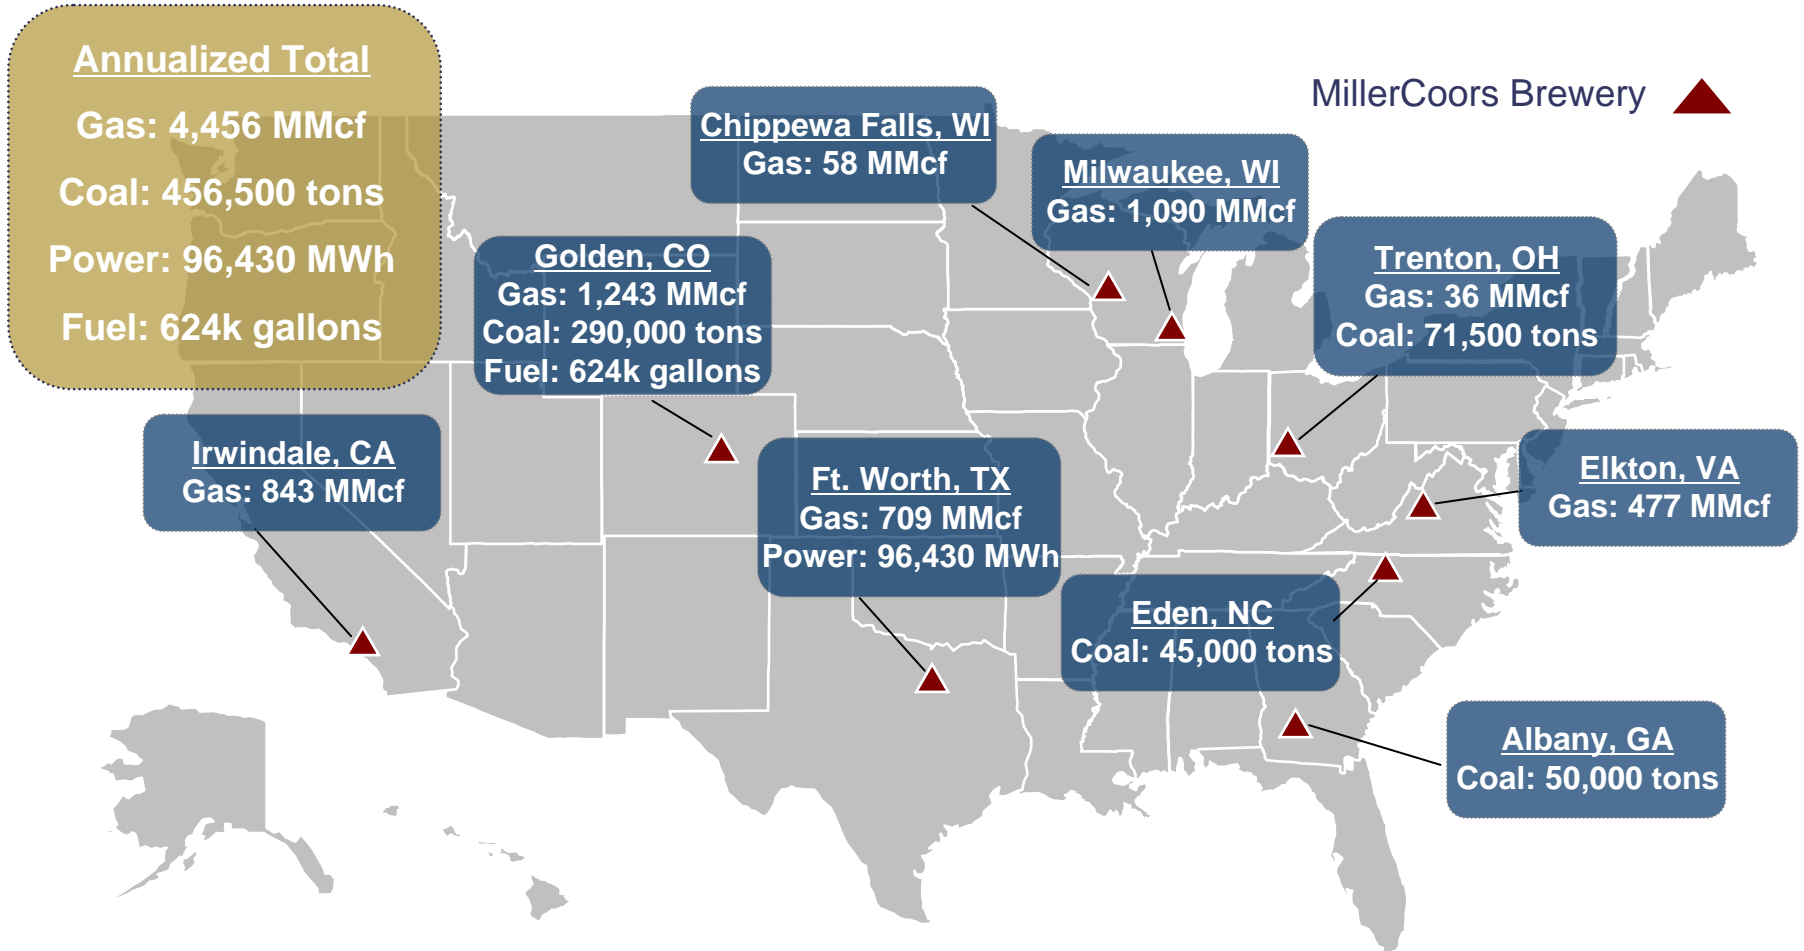 Annualized Total
Gas: 4,456 MMcf
Coal: 456,500 tons
Power: 96,430 MWh
Fuel: 624k gallons
MillerCoors Brewery
Chippewa Falls, WI
Gas: 58 MMcf
Milwaukee, WI
Gas: 1,090 MMcf
Golden, CO
Gas: 1,243 MMcf
Coal: 290,000 tons
Fuel: 624k gallons
Trenton, OH
Gas: 36 MMcf
Coal: 71,500 tons
Irwindale, CA
Gas: 843 MMcf
Ft. Worth, TX
Gas: 709 MMcf
Power: 96,430 MWh
Elkton, VA
Gas: 477 MMcf
Eden, NC
Coal: 45,000 tons
Albany, GA
Coal: 50,000 tons